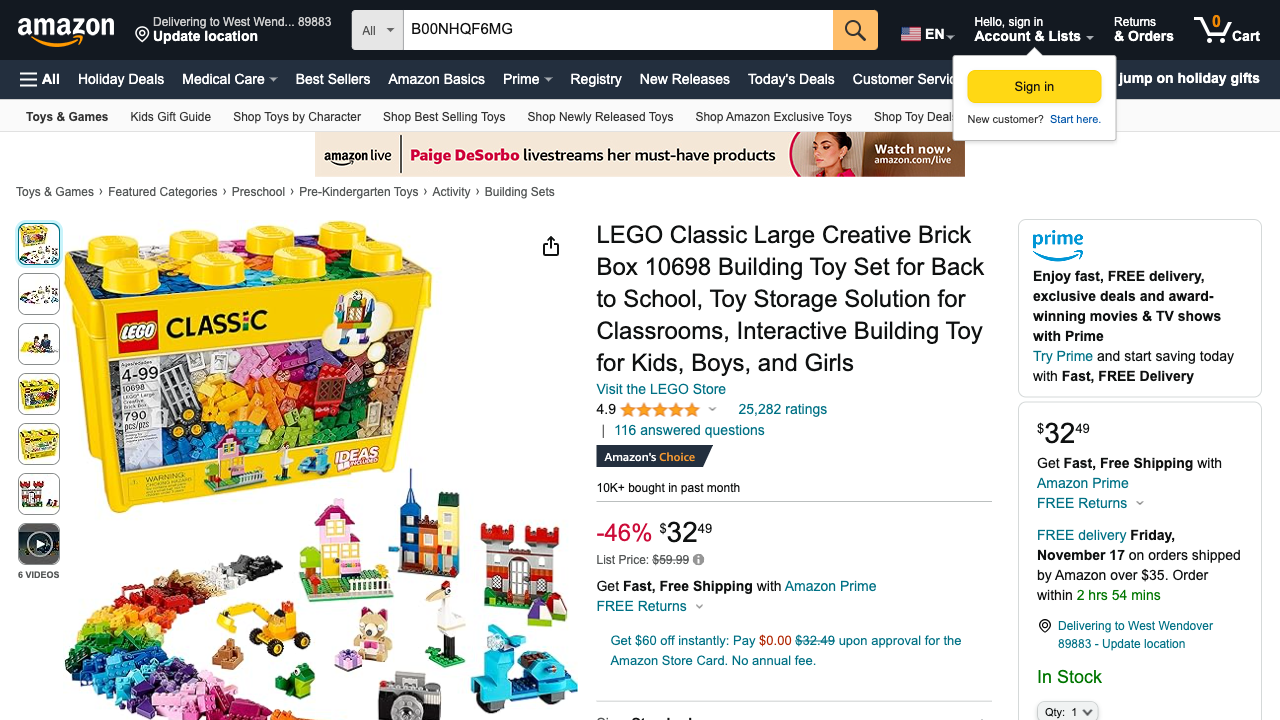 amazon
Delivering to West Wend... 89883
Update location
All
B00NHQF6MG
EN
Hello, sign in
Account & Lists
Returns
& Orders
0
Cart
All
Holiday Deals
Medical Care
Best Sellers
Amazon Basics
Prime
Registry
New Releases
Today's Deals
Customer Servic
jump on holiday gifts
Sign in
New customer? Start here.
Toys & Games
Kids Gift Guide
Shop Toys by Character
Shop Best Selling Toys
Shop Newly Released Toys
Shop Amazon Exclusive Toys
Shop Toy Deals
amazon live
Paige DeSorbo livestreams her must-have products
Watch now ›
amazon.com/live
Toys & Games › Featured Categories › Preschool › Pre-Kindergarten Toys › Activity › Building Sets
LEGO CLASSIC
Ages/edades
4-99
10698
LEGO® Large
Creative
Brick Box
790
pcs/pzs
WARNING:
IDEAS
INCLUDED
6 VIDEOS
LEGO Classic Large Creative Brick
Box 10698 Building Toy Set for Back
to School, Toy Storage Solution for
Classrooms, Interactive Building Toy
for Kids, Boys, and Girls
Visit the LEGO Store
4.9
25,282 ratings
| 116 answered questions
Amazon's Choice
10K+ bought in past month
-46% $32 49
List Price: $59.99
Get Fast, Free Shipping with Amazon Prime
FREE Returns
Get $60 off instantly: Pay $0.00 $32.49 upon approval for the
Amazon Store Card. No annual fee.
prime
Enjoy fast, FREE delivery,
exclusive deals and award-
winning movies & TV shows
with Prime
Try Prime and start saving today
with Fast, FREE Delivery
$32 49
Get Fast, Free Shipping with
Amazon Prime
FREE Returns
FREE delivery Friday,
November 17 on orders shipped
by Amazon over $35. Order
within 2 hrs 54 mins
Delivering to West Wendover
89883 - Update location
In Stock
Qty: 1